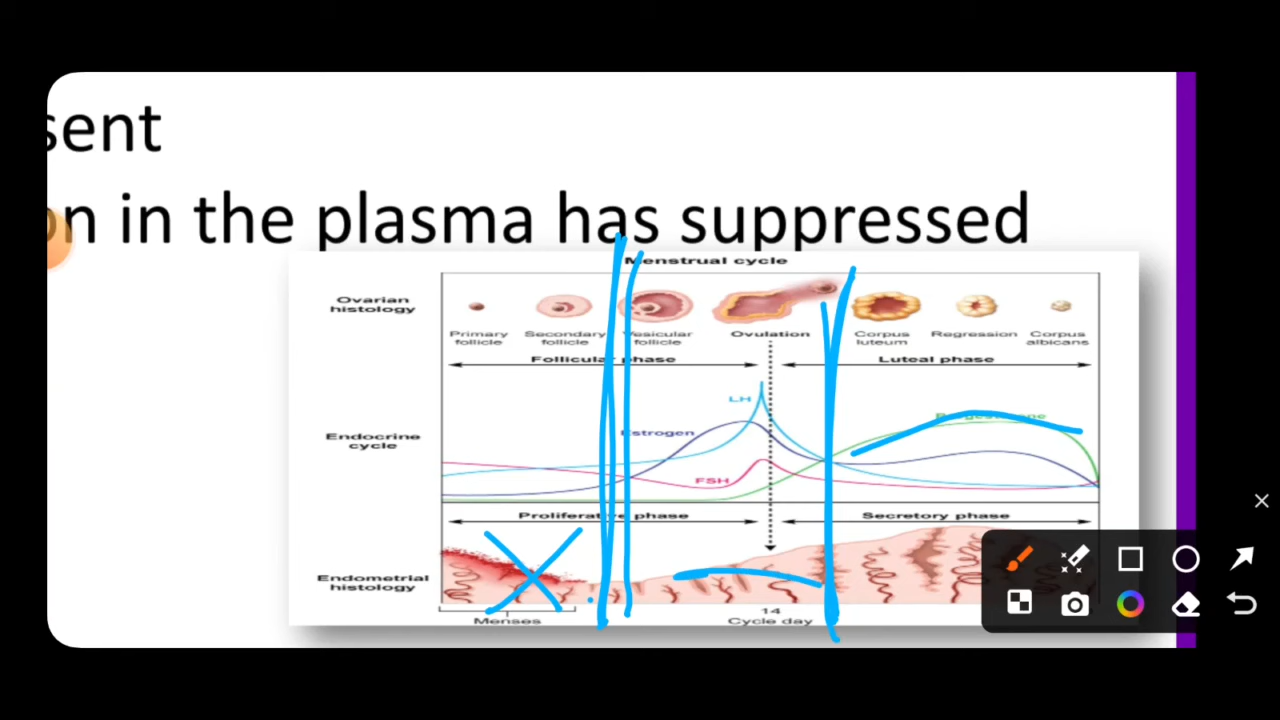 sent
on in the plasma has suppressed
Menstrual cycle
Ovarian histology
Primary follicle
Secondary follicle
Vesicular follicle
Ovulation
Corpus luteum
Regression
Corpus albicans
Follicular phase
Luteal phase
LH
Estrogen
Progesterone
Endocrine cycle
FSH
Proliferative phase
Secretory phase
Endometrial histology
14
Menses
Cycle day